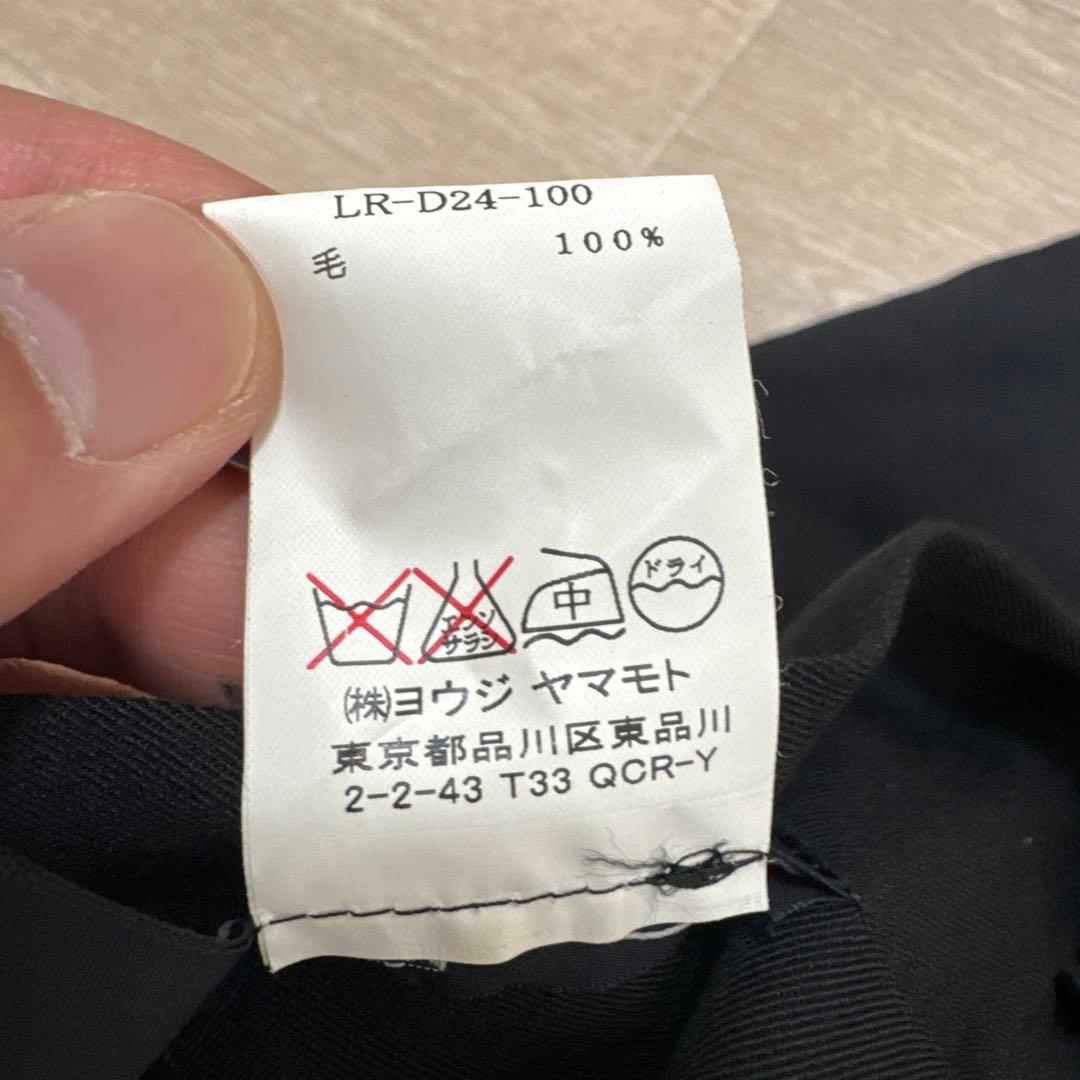 LR-D24-100
毛 100%
エンソ
サラシ
中
ドライ
㈱ヨウジ ヤマモト
東京都品川区東品川
2-2-43 T33 QCR-Y